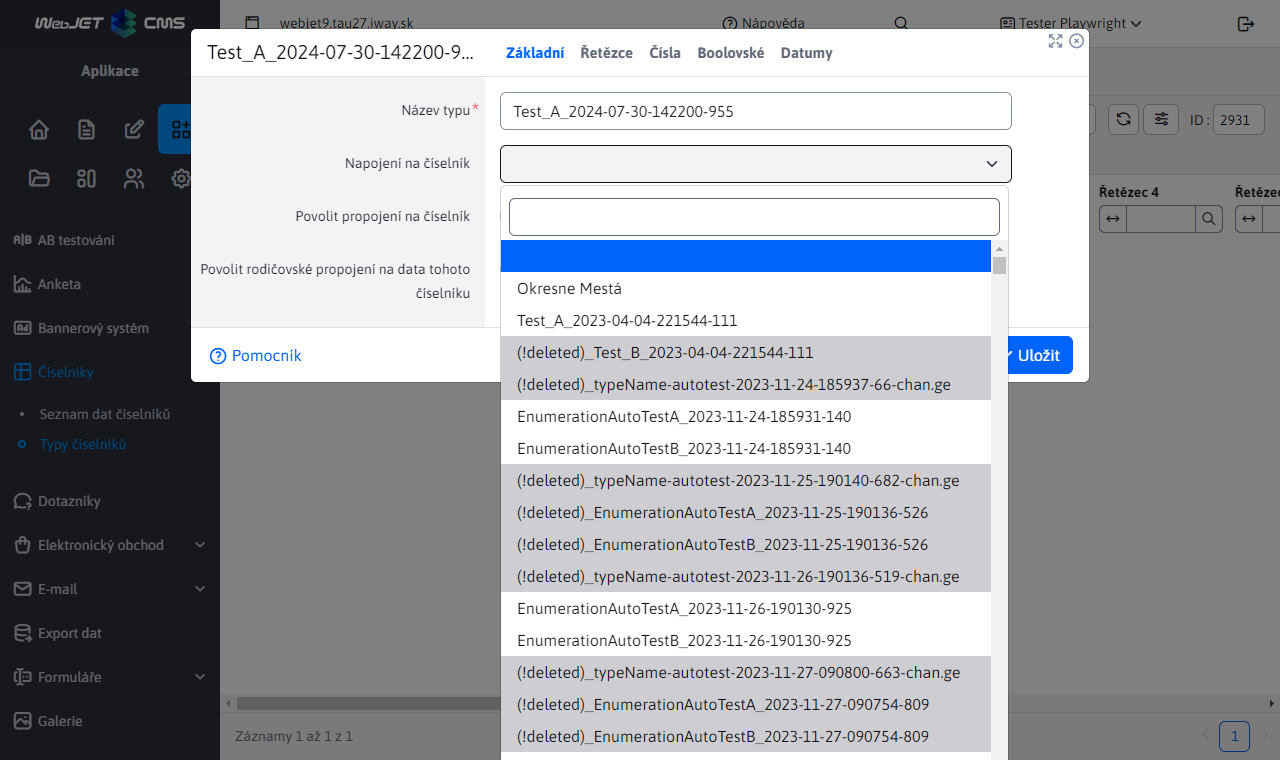 WebJET CMS
webjet9.tau27.iway.sk
Nápověda
Tester Playwright
Aplikace
AB testování
Anketa
Bannerový systém
Číselníky
Seznam dat číselníků
Typy číselníků
Dotazníky
Elektronický obchod
E-mail
Export dat
Formuláře
Galerie
Test_A_2024-07-30-142200-9...
Základní Řetězce Čísla Boolovské Datumy
Název typu*
Test_A_2024-07-30-142200-955
Napojení na číselník
Povolit propojení na číselník
Povolit rodičovské propojení na data tohoto
číselníku
Okresne Mestá
Test_A_2023-04-04-221544-111
(!deleted)_Test_B_2023-04-04-221544-111
(!deleted)_typeName-autotest-2023-11-24-185937-66-chan.ge
EnumerationAutoTestA_2023-11-24-185931-140
EnumerationAutoTestB_2023-11-24-185931-140
(!deleted)_typeName-autotest-2023-11-25-190140-682-chan.ge
(!deleted)_EnumerationAutoTestA_2023-11-25-190136-526
(!deleted)_EnumerationAutoTestB_2023-11-25-190136-526
(!deleted)_typeName-autotest-2023-11-26-190136-519-chan.ge
EnumerationAutoTestA_2023-11-26-190130-925
EnumerationAutoTestB_2023-11-26-190130-925
(!deleted)_typeName-autotest-2023-11-27-090800-663-chan.ge
(!deleted)_EnumerationAutoTestA_2023-11-27-090754-809
(!deleted)_EnumerationAutoTestB_2023-11-27-090754-809
Pomocník
Uložit
ID : 2931
Řetězec 4
Řetězec
Záznamy 1 až 1 z 1
1